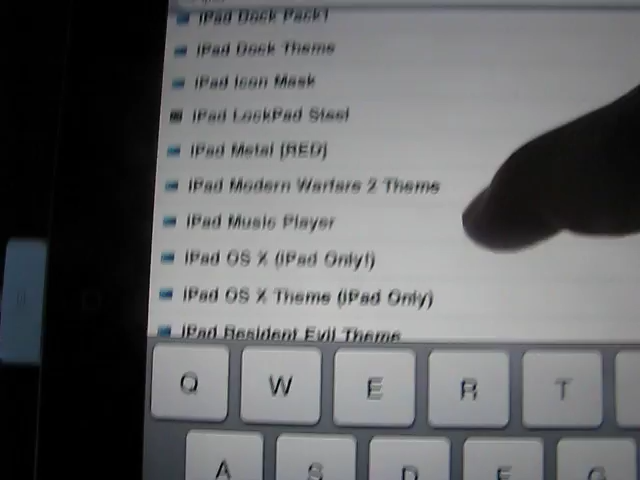 iPad Dock Pack1
iPad Dock Theme
iPad Icon Mask
iPad LockPad Steel
iPad Metal [RED]
iPad Modern Warfare 2 Theme
iPad Music Player
iPad OS X (iPad Only!)
iPad OS X Theme (iPad Only)
iPad Resident Evil Theme
Q W E R T
A S D F G